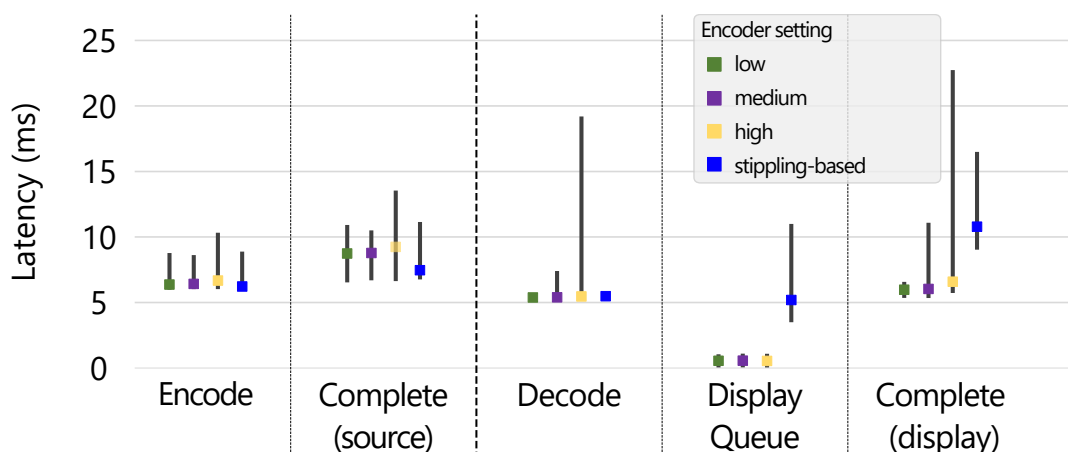 Latency (ms)
25
20
15
10
5
0
Encoder setting
low
medium
high
stippling-based
Encode
Complete
(source)
Decode
Display
Queue
Complete
(display)